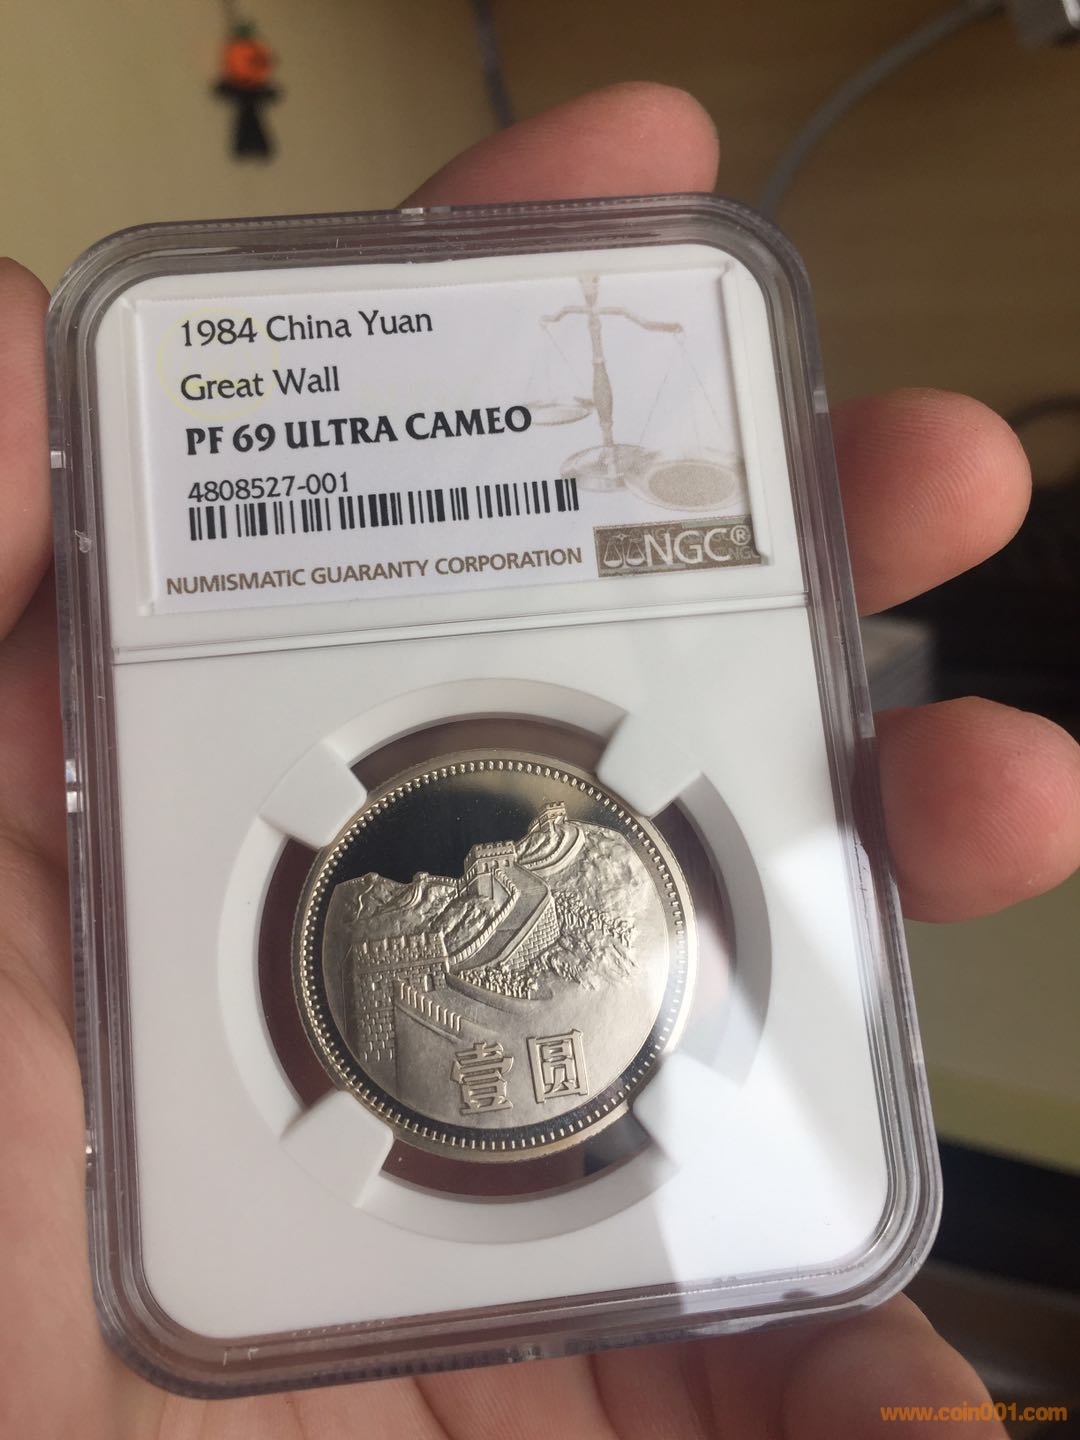 1984 China Yuan
Great Wall
PF 69 ULTRA CAMEO
4808527-001
NUMISMATIC GUARANTY CORPORATION
NGC®
壹圆
www.coin001.com